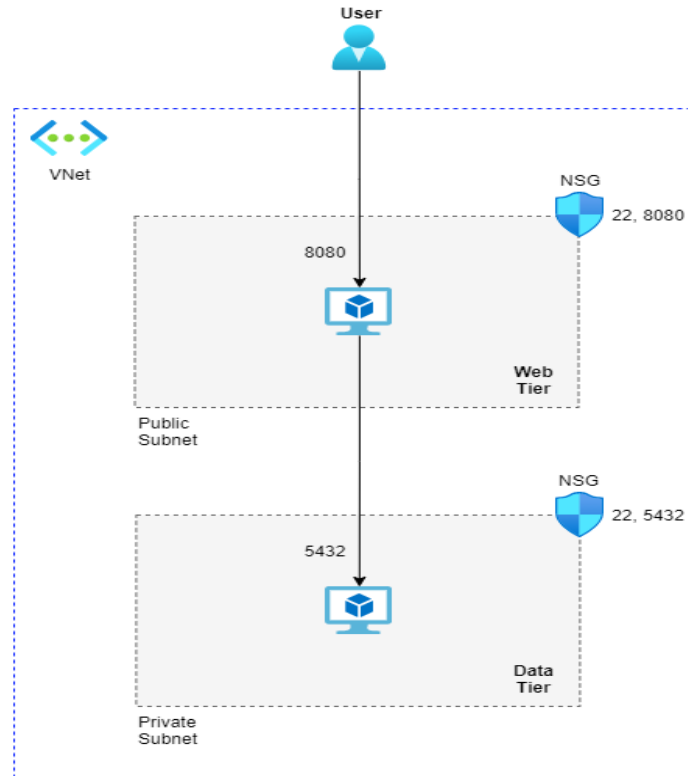 User
VNet
NSG
22, 8080
8080
Web
Tier
Public
Subnet
NSG
22, 5432
5432
Data
Tier
Private
Subnet